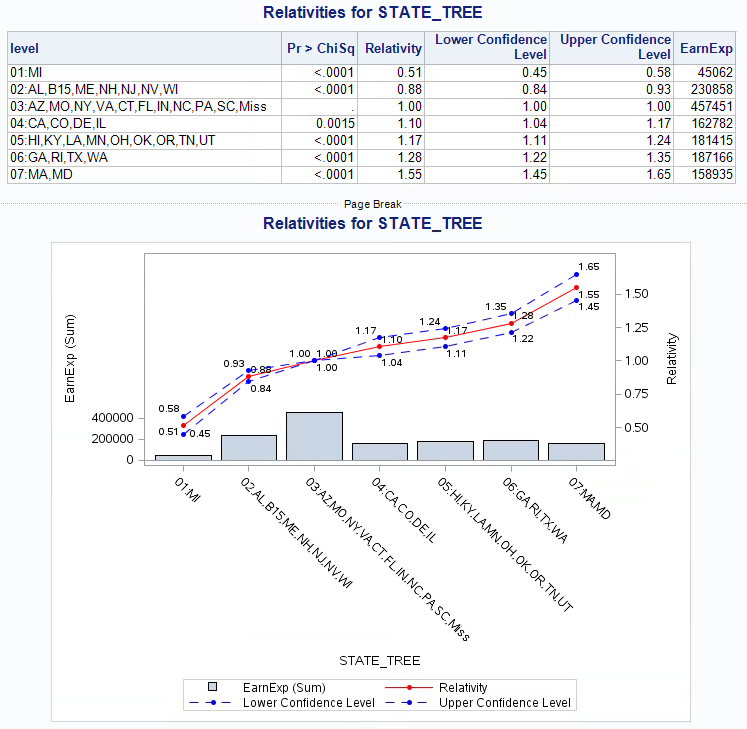 Relativities for STATE_TREE
level Pr > ChiSq Relativity Lower Confidence Level Upper Confidence Level EarnExp
01:MI <.0001 0.51 0.45 0.58 45062
02:AL,B15,ME,NH,NJ,NV,WI <.0001 0.88 0.84 0.93 230858
03:AZ,MO,NY,VA,CT,FL,IN,NC,PA,SC,Miss . 1.00 1.00 1.00 457451
04:CA,CO,DE,IL 0.0015 1.10 1.04 1.17 162782
05:HI,KY,LA,MN,OH,OK,OR,TN,UT <.0001 1.17 1.11 1.24 181415
06:GA,RI,TX,WA <.0001 1.28 1.22 1.35 187166
07:MA,MD <.0001 1.55 1.45 1.65 158935
Page Break
Relativities for STATE_TREE
EarnExp (Sum)
400000
200000
0
0.58
0.51
0.45
0.93
0.88
0.84
1.00
1.00
1.00
1.17
1.10
1.04
1.24
1.17
1.11
1.35
1.28
1.22
1.65
1.55
1.45
1.50
1.25
1.00
0.75
0.50
Relativity
01:MI
02:AL,B15,ME,NH,NJ,NV,WI
03:AZ,MO,NY,VA,CT,FL,IN,NC,PA,SC,Miss
04:CA,CO,DE,IL
05:HI,KY,LA,MN,OH,OK,OR,TN,UT
06:GA,RI,TX,WA
07:MA,MD
STATE_TREE
EarnExp (Sum) Relativity
Lower Confidence Level Upper Confidence Level